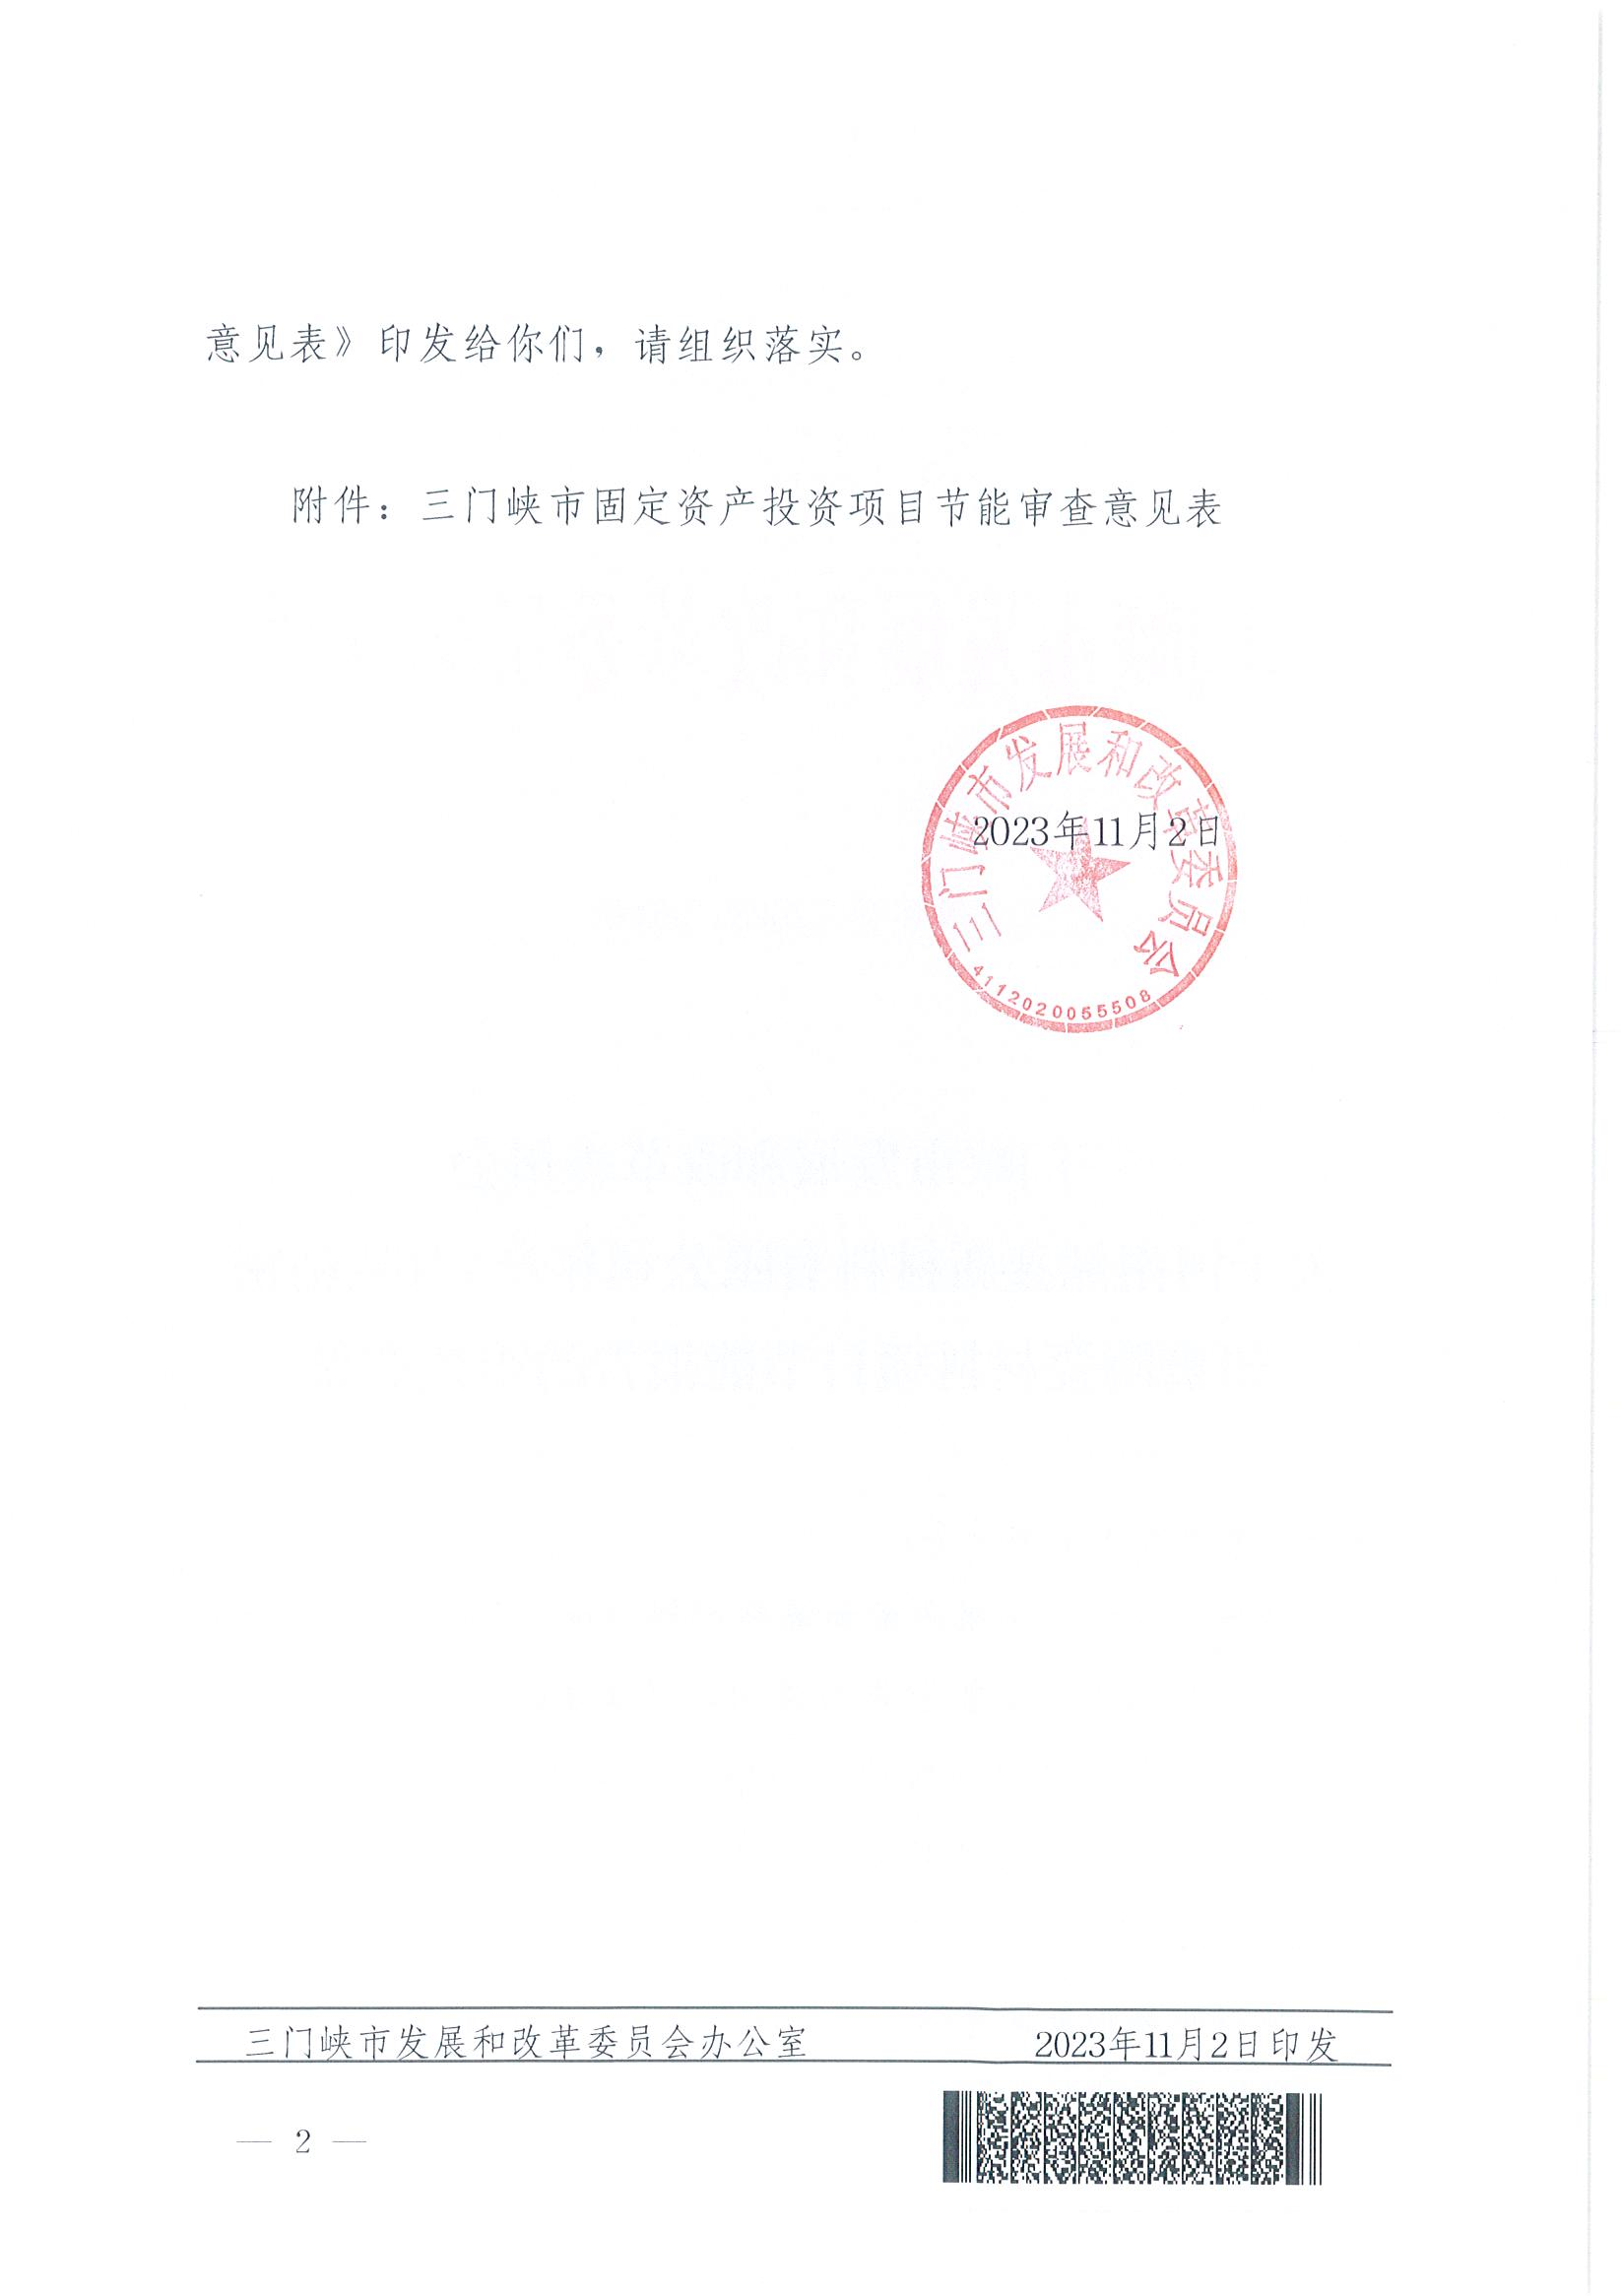 意见表》印发给你们，请组织落实。
附件：三门峡市固定资产投资项目节能审查意见表
三门峡市发展和改革委员会
2023年11月2日
4112020055508
三门峡市发展和改革委员会办公室 2023年11月2日印发
— 2 —